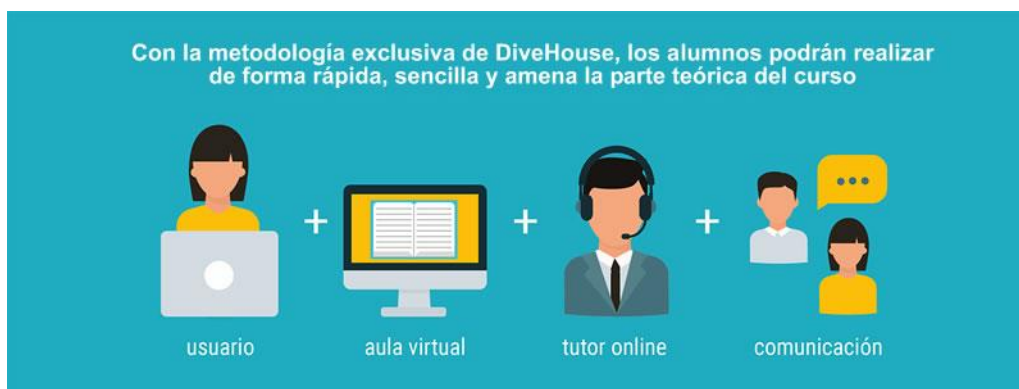 Con la metodología exclusiva de DiveHouse, los alumnos podrán realizar
de forma rápida, sencilla y amena la parte teórica del curso
+ + +
usuario aula virtual tutor online comunicación